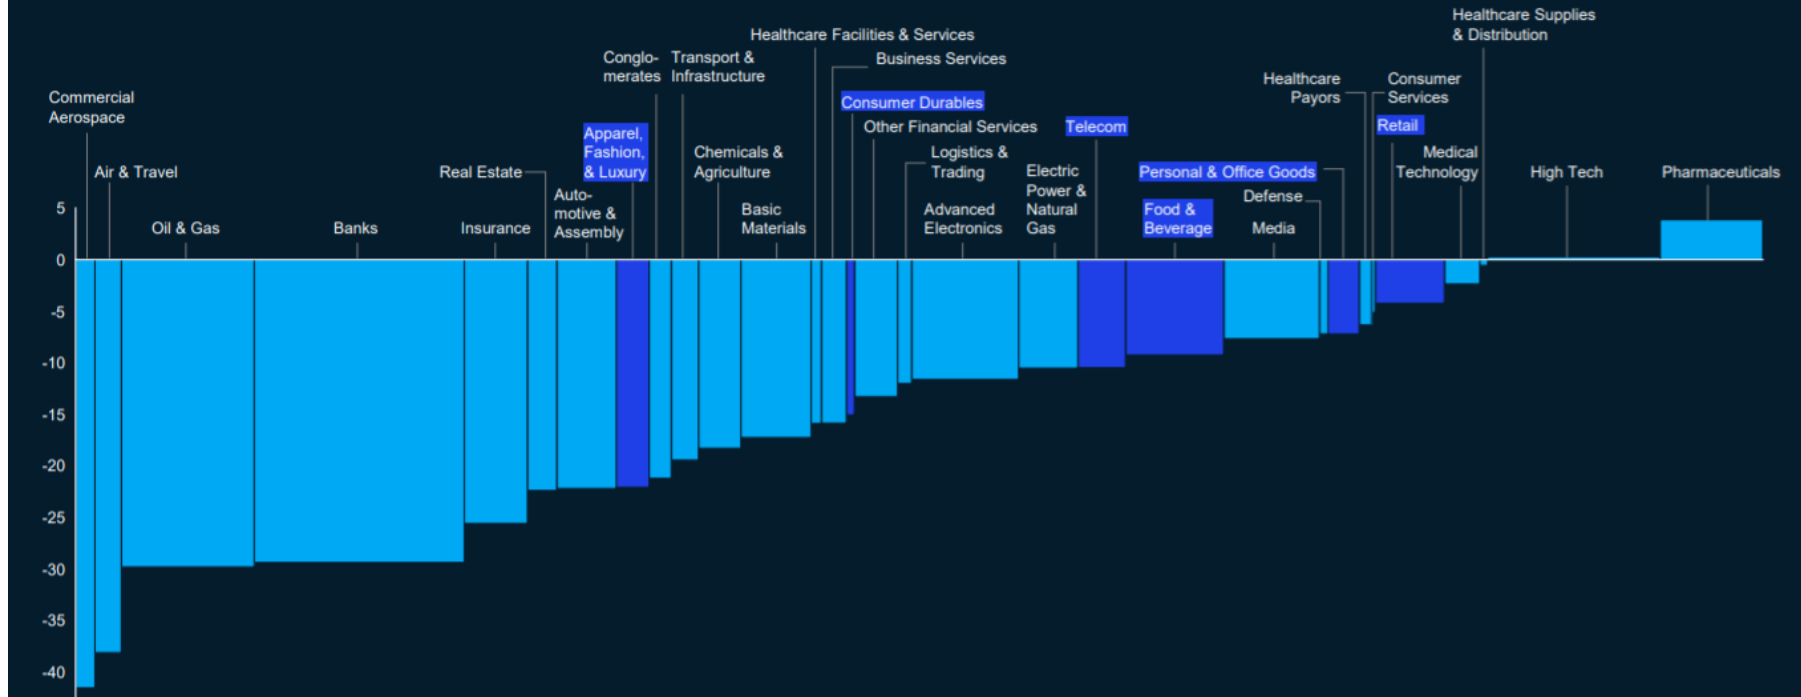 Healthcare Supplies
& Distribution
Healthcare Facilities & Services
Conglo-
merates
Transport &
Infrastructure
Business Services
Healthcare
Payors
Consumer
Services
Commercial
Aerospace
Consumer Durables
Other Financial Services
Telecom
Retail
Apparel,
Fashion,
& Luxury
Chemicals &
Agriculture
Logistics &
Trading
Medical
Technology
Air & Travel
Real Estate
Electric
Power &
Natural
Gas
Personal & Office Goods
High Tech
Pharmaceuticals
Auto-
motive &
Assembly
Defense
Basic
Materials
Advanced
Electronics
Food &
Beverage
Oil & Gas
Banks
Insurance
Media
5
0
-5
-10
-15
-20
-25
-30
-35
-40